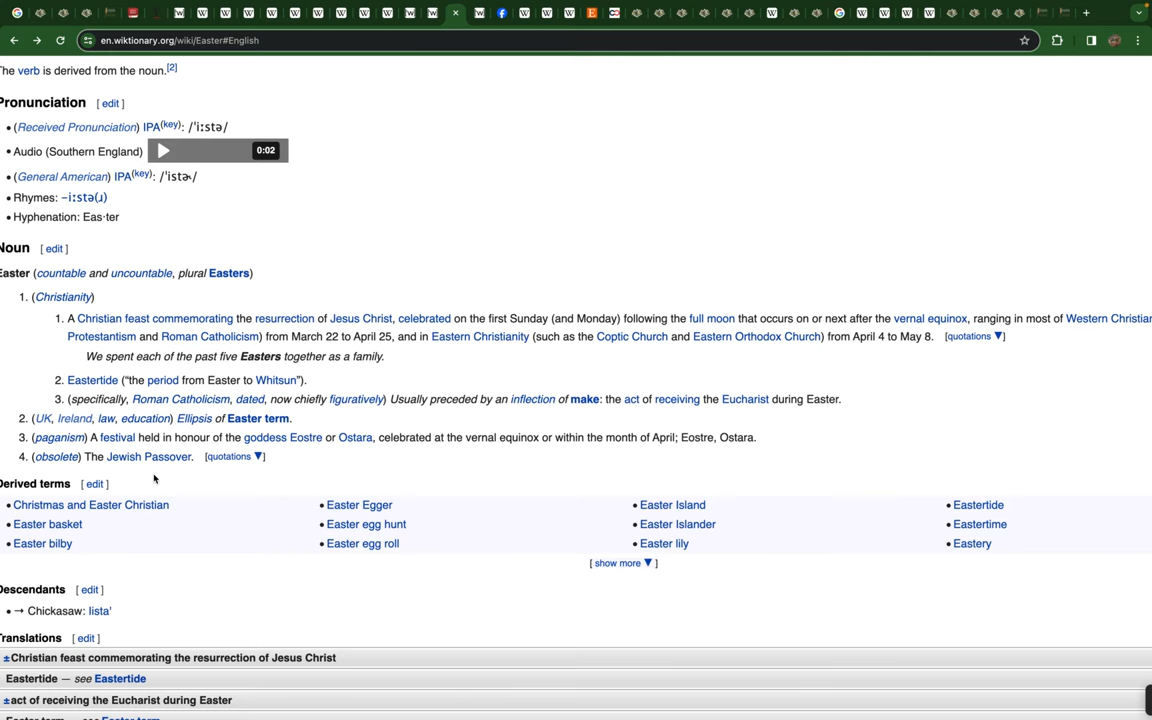 en.wiktionary.org/wiki/Easter#English
The verb is derived from the noun.[2]
Pronunciation [ edit ]
• (Received Pronunciation) IPA(key): /ˈiːstə/
• Audio (Southern England) 0:02
• (General American) IPA(key): /ˈistɚ/
• Rhymes: -iːstə(ɹ)
• Hyphenation: Eas·ter
Noun [ edit ]
Easter (countable and uncountable, plural Easters)
1. (Christianity)
1. A Christian feast commemorating the resurrection of Jesus Christ, celebrated on the first Sunday (and Monday) following the full moon that occurs on or next after the vernal equinox, ranging in most of Western Christian
Protestantism and Roman Catholicism) from March 22 to April 25, and in Eastern Christianity (such as the Coptic Church and Eastern Orthodox Church) from April 4 to May 8. [quotations ▼]
We spent each of the past five Easters together as a family.
2. Eastertide (“the period from Easter to Whitsun”).
3. (specifically, Roman Catholicism, dated, now chiefly figuratively) Usually preceded by an inflection of make: the act of receiving the Eucharist during Easter.
2. (UK, Ireland, law, education) Ellipsis of Easter term.
3. (paganism) A festival held in honour of the goddess Eostre or Ostara, celebrated at the vernal equinox or within the month of April; Eostre, Ostara.
4. (obsolete) The Jewish Passover. [quotations ▼]
Derived terms [ edit ]
• Christmas and Easter Christian • Easter Egger • Easter Island • Eastertide
• Easter basket • Easter egg hunt • Easter Islander • Eastertime
• Easter bilby • Easter egg roll • Easter lily • Eastery
[ show more ▼ ]
Descendants [ edit ]
• → Chickasaw: Iista'
Translations [ edit ]
±Christian feast commemorating the resurrection of Jesus Christ
Eastertide — see Eastertide
±act of receiving the Eucharist during Easter
Easter term — see Easter term